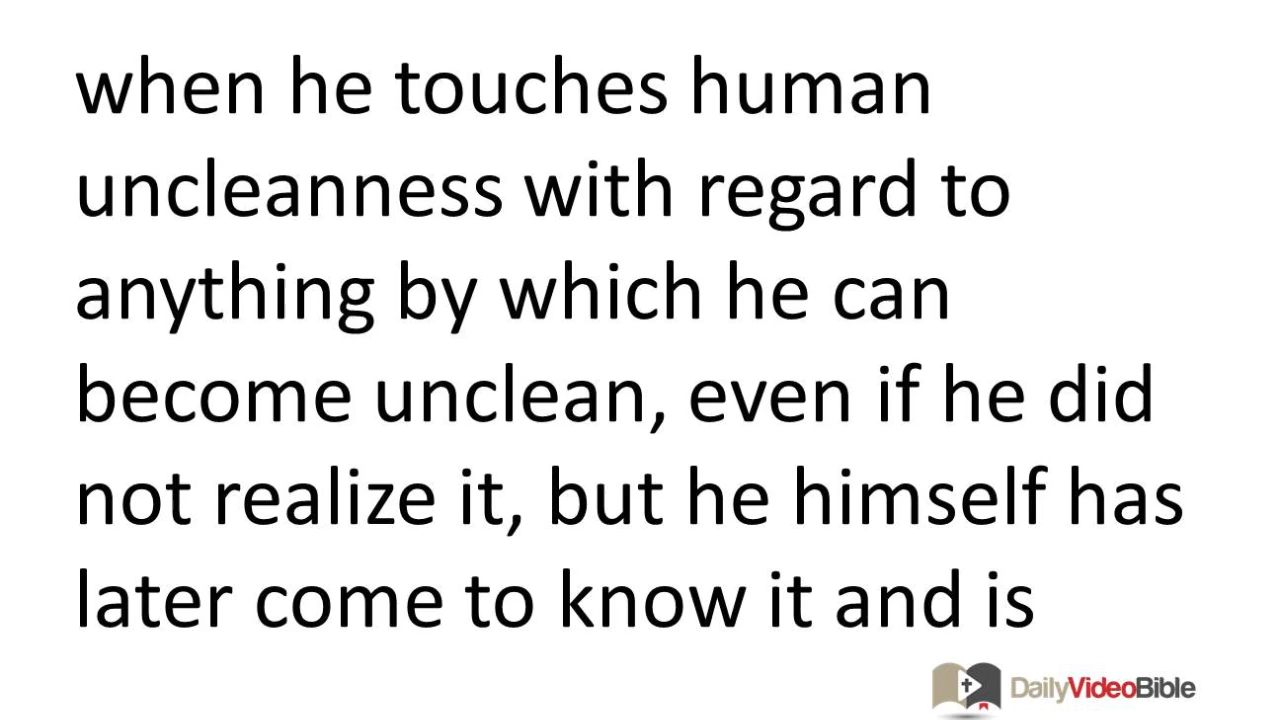 when he touches human
uncleanness with regard to
anything by which he can
become unclean, even if he did
not realize it, but he himself has
later come to know it and is
DailyVideoBible